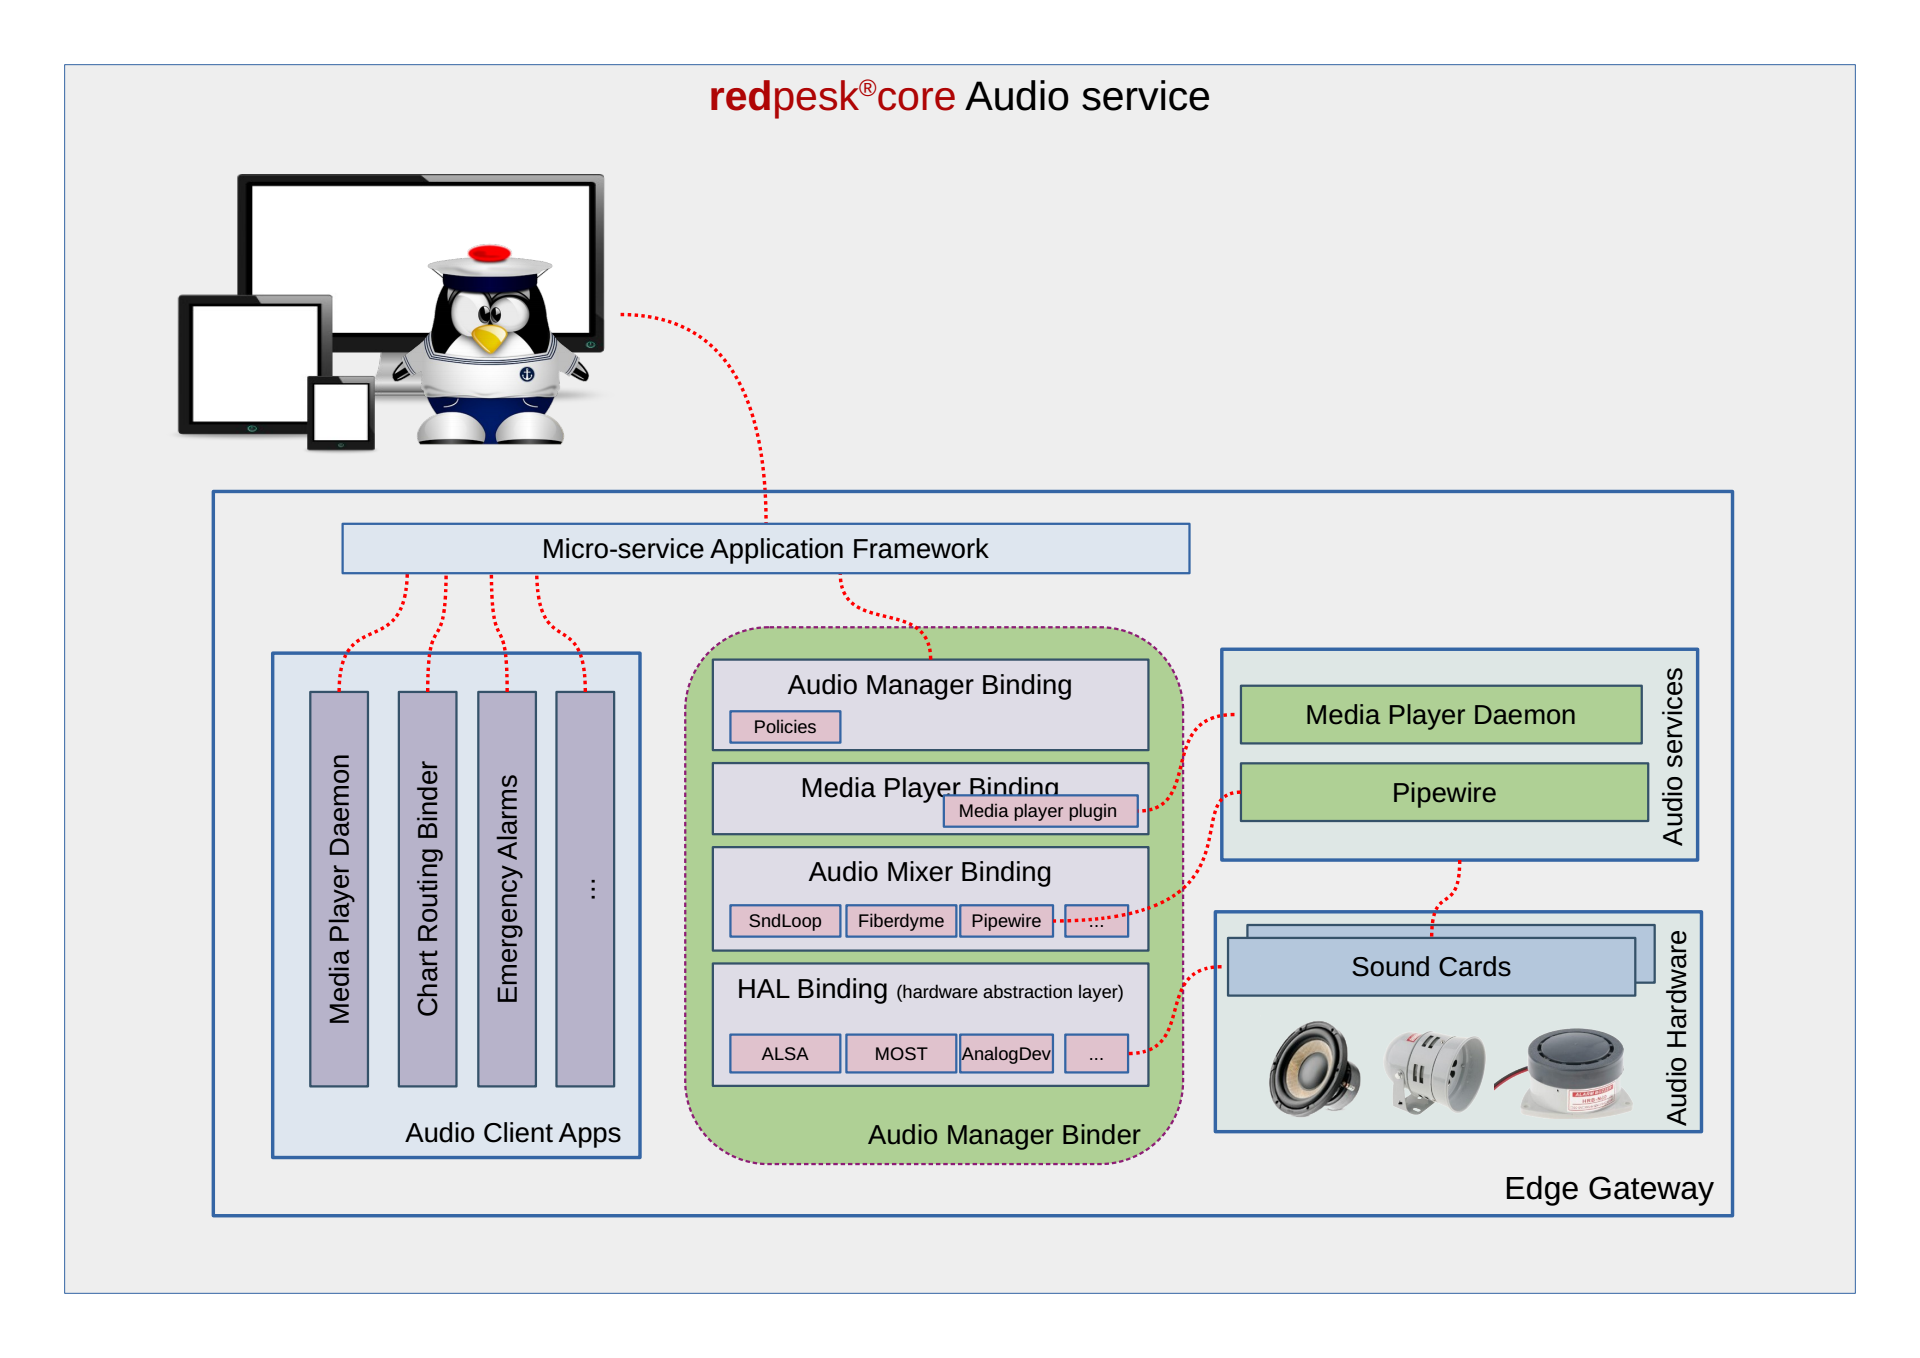 redpesk®core Audio service
Micro-service Application Framework
Media Player Daemon
Chart Routing Binder
Emergency Alarms
...
Audio Client Apps
Audio Manager Binding
Policies
Media Player Binding
Media player plugin
Audio Mixer Binding
SndLoop
Fiberdyme
Pipewire
...
HAL Binding (hardware abstraction layer)
ALSA
MOST
AnalogDev
...
Audio Manager Binder
Media Player Daemon
Pipewire
Audio services
Sound Cards
Audio Hardware
Edge Gateway